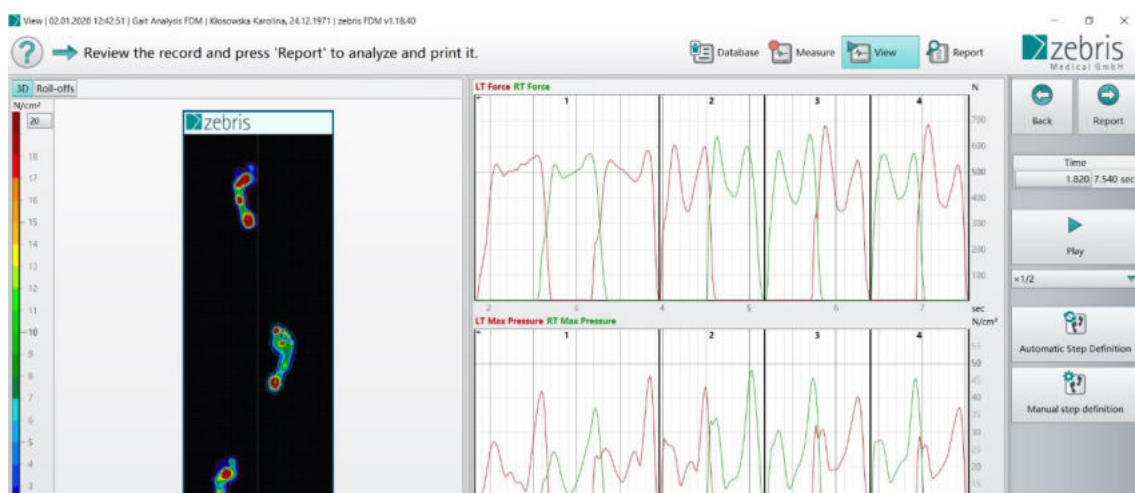 View | 02.01.2020 12:42:51 | Gait Analysis FDM | Kłosowska Karolina, 24.12.1971 | zebris FDM v1.18.40
? Review the record and press 'Report' to analyze and print it.
Database Measure View Report
zebris
Medical GmbH
3D Roll-offs
N/cm²
20
18
17
16
15
14
13
12
11
10
9
8
7
6
5
4
3
zebris
LT Force RT Force
N
1 2 3 4
700
600
500
400
300
200
100
2 3 4 5 6 7 sec
LT Max Pressure RT Max Pressure
N/cm²
1 2 3 4
55
50
45
40
35
30
25
20
15
Back Report
Time
1.820 7.540 sec
Play
×1/2
Automatic Step Definition
Manual step definition